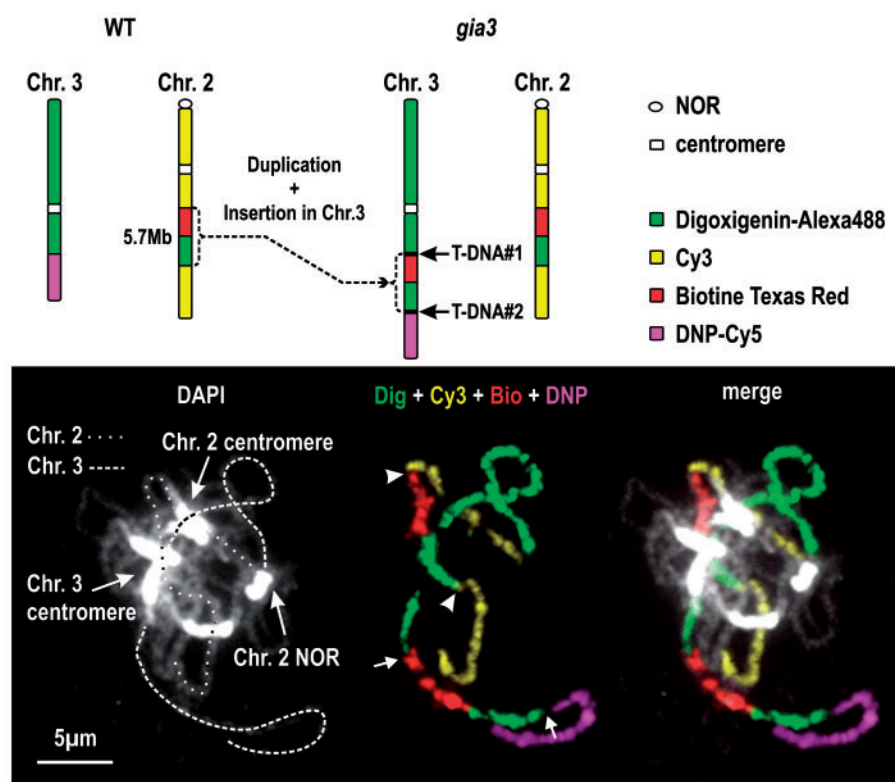 WT
gia3
Chr. 3
Chr. 2
Chr. 3
Chr. 2
NOR
centromere
Duplication
+
Insertion in Chr.3
5.7Mb
T-DNA#1
T-DNA#2
Digoxigenin-Alexa488
Cy3
Biotine Texas Red
DNP-Cy5
DAPI
Dig + Cy3 + Bio + DNP
merge
Chr. 2
Chr. 3
Chr. 2 centromere
Chr. 3
centromere
Chr. 2 NOR
5µm